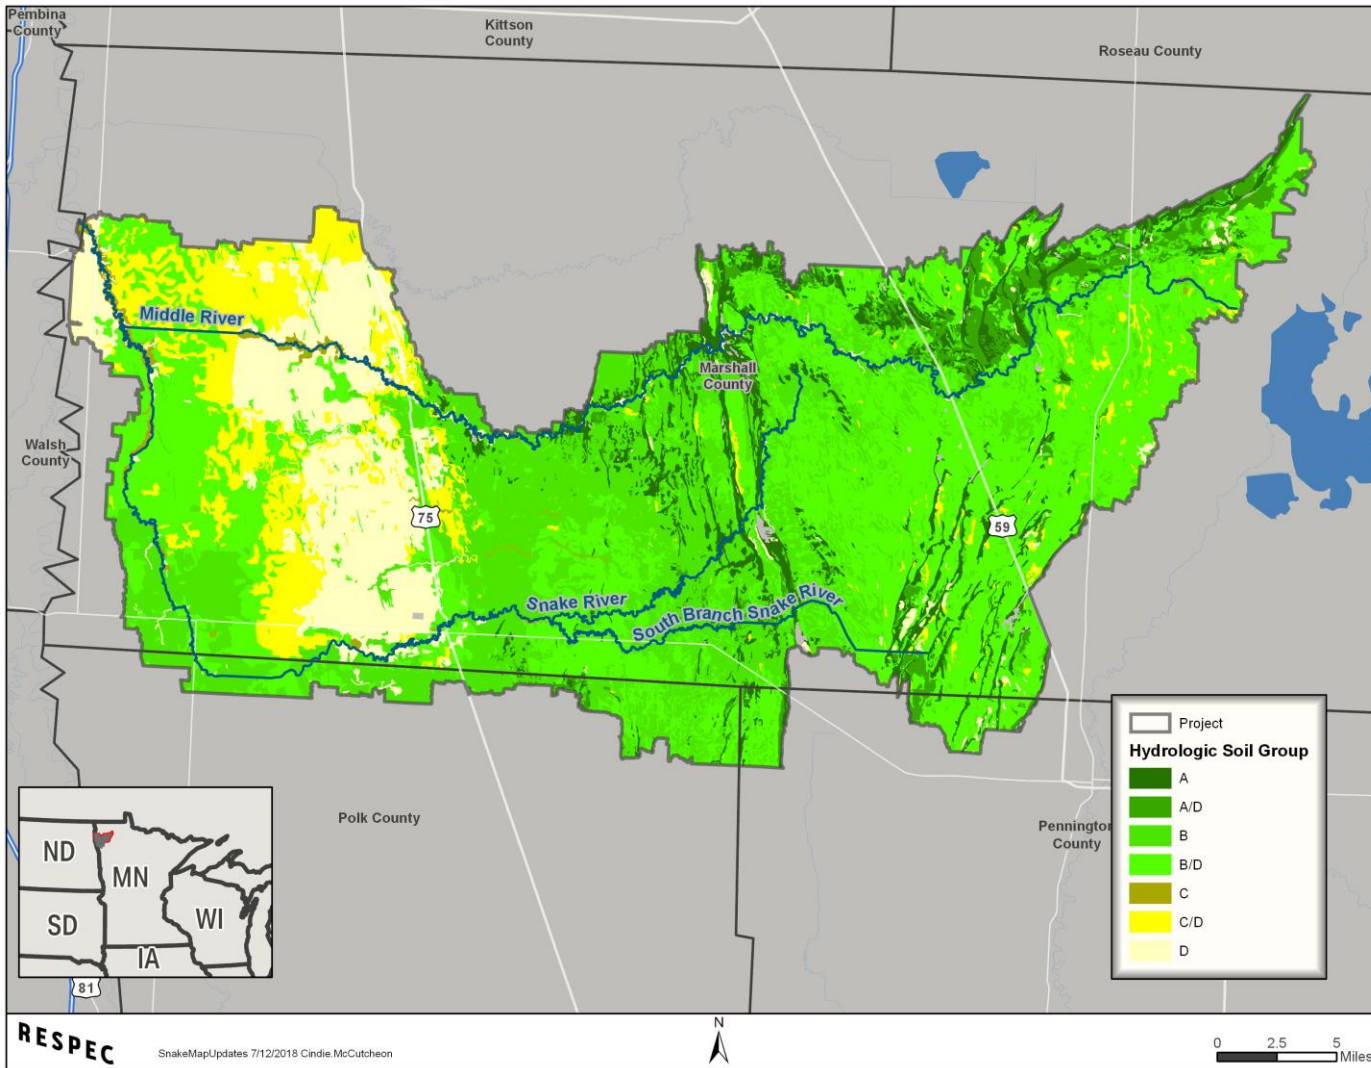 Pembina
County
Kittson
County
Roseau County
Middle River
Marshall
County
Walsh
County
75
59
Snake River
South Branch Snake River
Polk County
Pennington
County
Project
Hydrologic Soil Group
A
A/D
B
B/D
C
C/D
D
ND
MN
SD
WI
IA
81
RESPEC
SnakeMapUpdates 7/12/2018 Cindie.McCutcheon
N
0 2.5 5
Miles